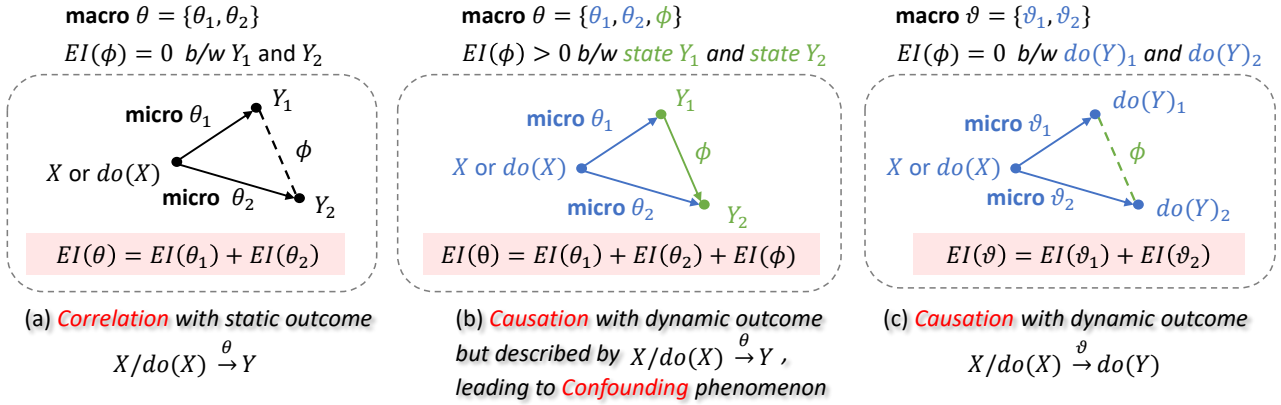 macro θ = {θ₁, θ₂}
EI(ϕ) = 0 b/w Y₁ and Y₂
Y₁
micro θ₁
ϕ
X or do(X)
micro θ₂
Y₂
EI(θ) = EI(θ₁) + EI(θ₂)
(a) Correlation with static outcome
X/do(X) →^θ Y
macro θ = {θ₁, θ₂, ϕ}
EI(ϕ) > 0 b/w state Y₁ and state Y₂
Y₁
micro θ₁
ϕ
X or do(X)
micro θ₂
Y₂
EI(θ) = EI(θ₁) + EI(θ₂) + EI(ϕ)
(b) Causation with dynamic outcome
but described by X/do(X) →^θ Y ,
leading to Confounding phenomenon
macro ϑ = {ϑ₁, ϑ₂}
EI(ϕ) = 0 b/w do(Y)₁ and do(Y)₂
do(Y)₁
micro ϑ₁
ϕ
X or do(X)
micro ϑ₂
do(Y)₂
EI(ϑ) = EI(ϑ₁) + EI(ϑ₂)
(c) Causation with dynamic outcome
X/do(X) →^ϑ do(Y)